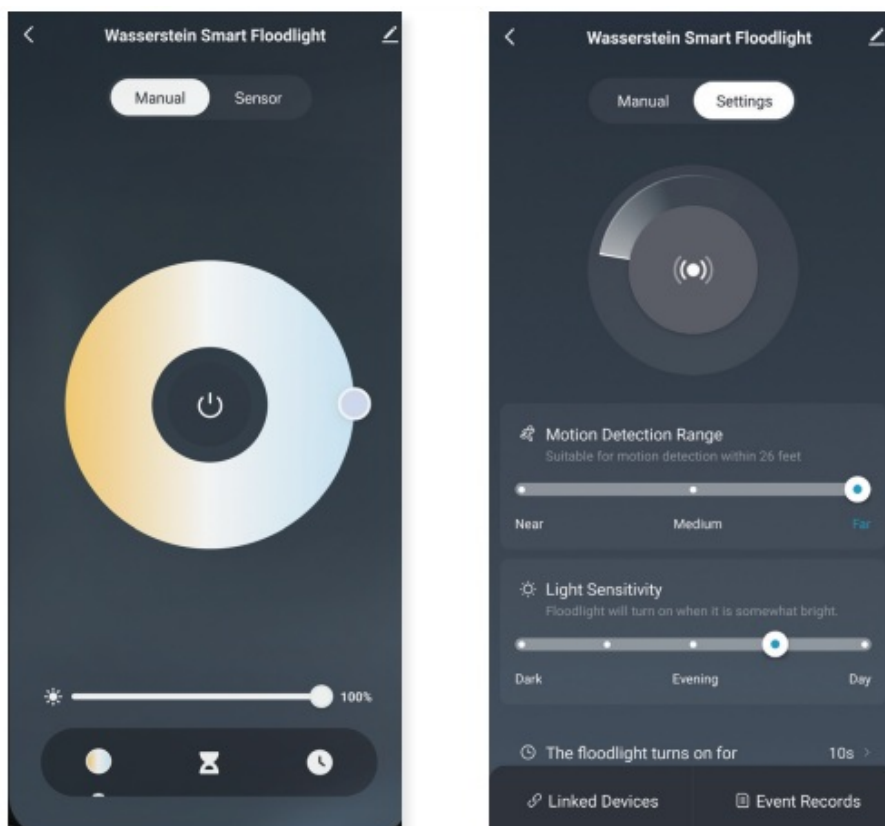 Wasserstein Smart Floodlight
Manual Sensor
100%
Wasserstein Smart Floodlight
Manual Settings
Motion Detection Range
Suitable for motion detection within 26 feet
Near Medium Far
Light Sensitivity
Floodlight will turn on when it is somewhat bright.
Dark Evening Day
The floodlight turns on for 10s
Linked Devices Event Records